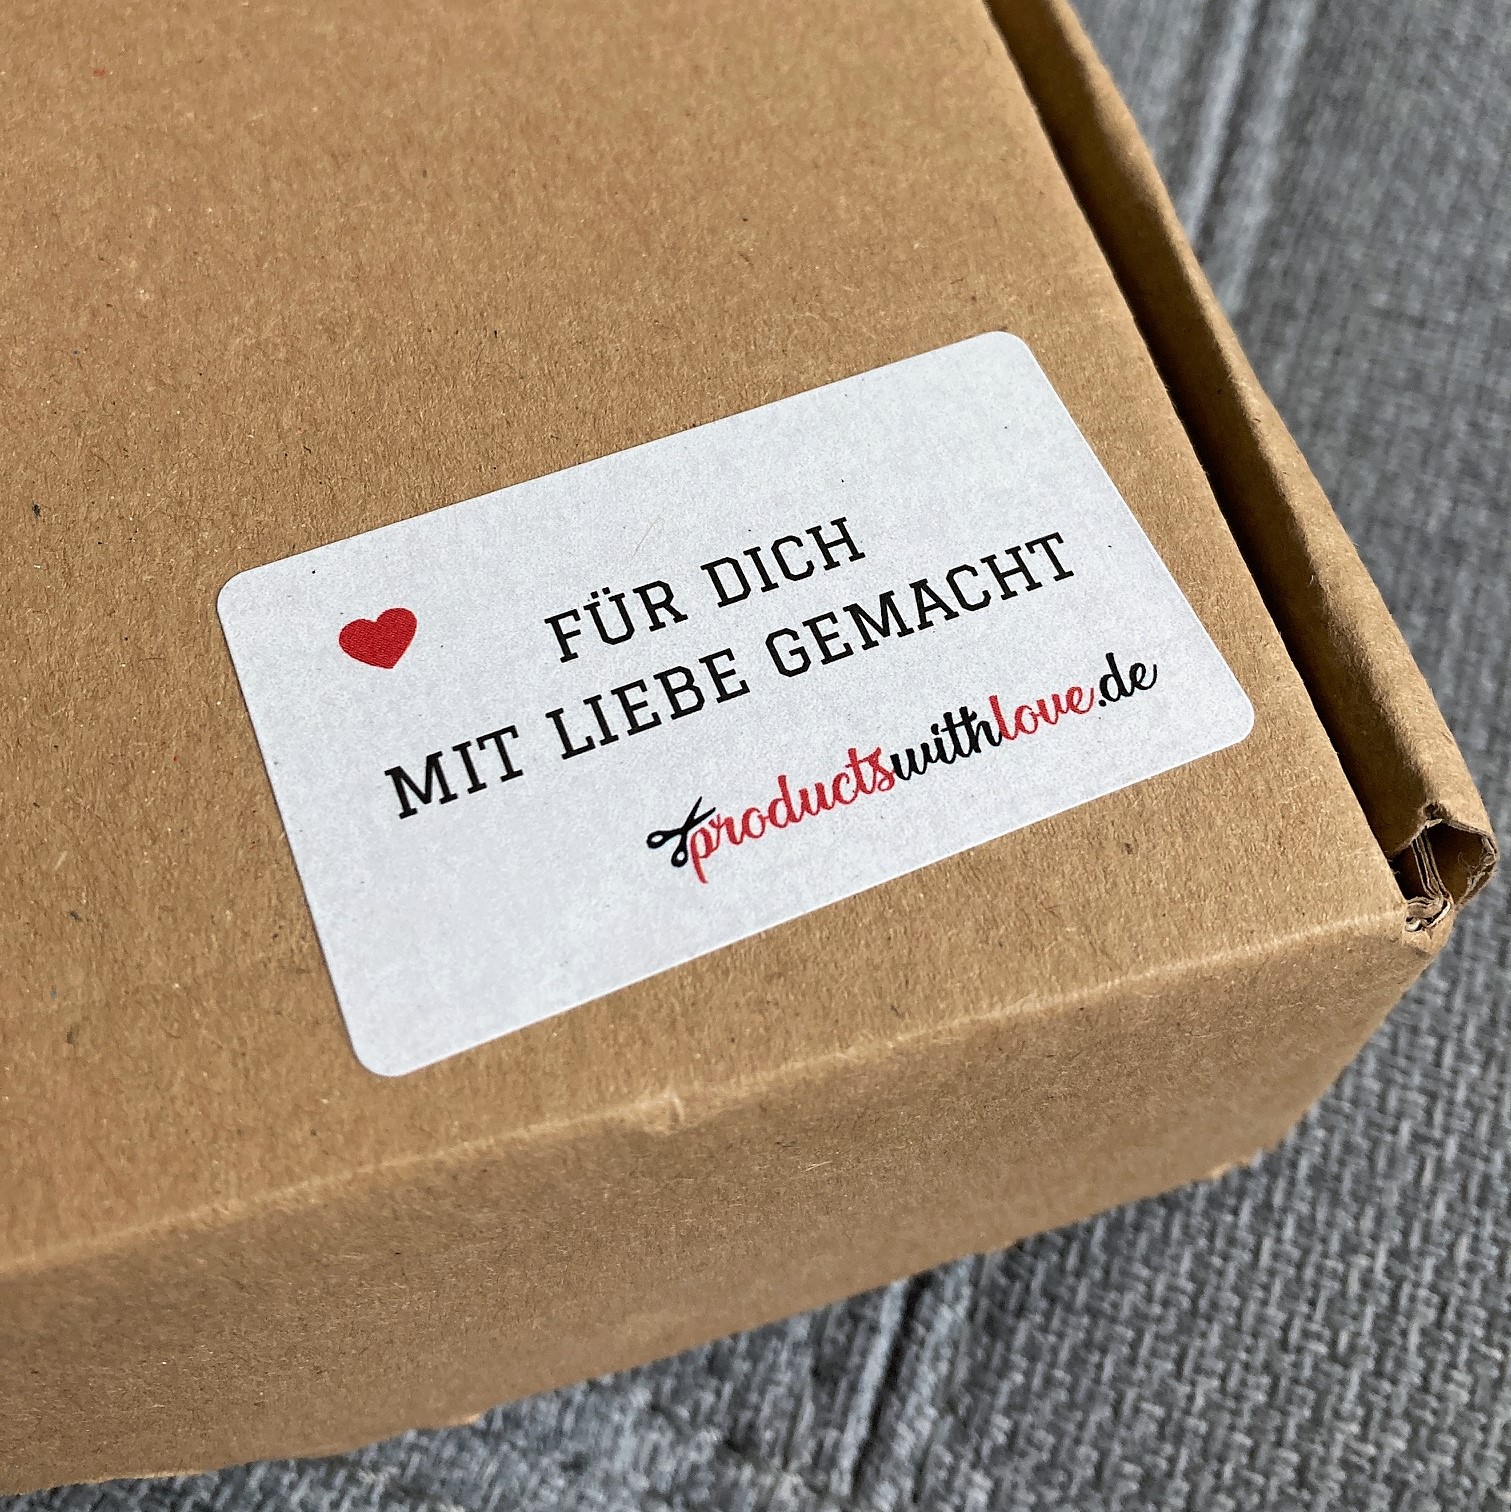 FÜR DICH
MIT LIEBE GEMACHT
productswithlove.de